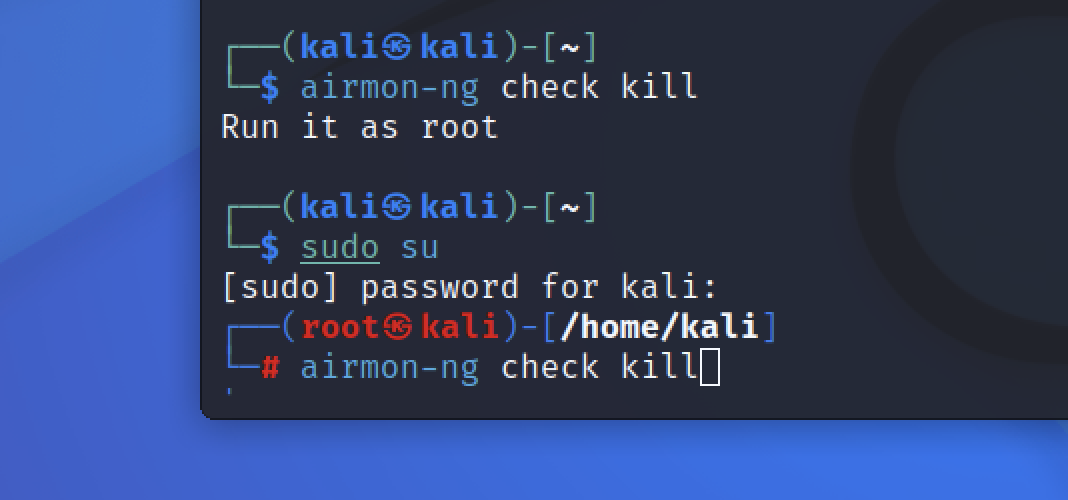 ┌──(kali㉿kali)-[~]
└─$ airmon-ng check kill
Run it as root
┌──(kali㉿kali)-[~]
└─$ sudo su
[sudo] password for kali:
┌──(root㉿kali)-[/home/kali]
└─# airmon-ng check kill